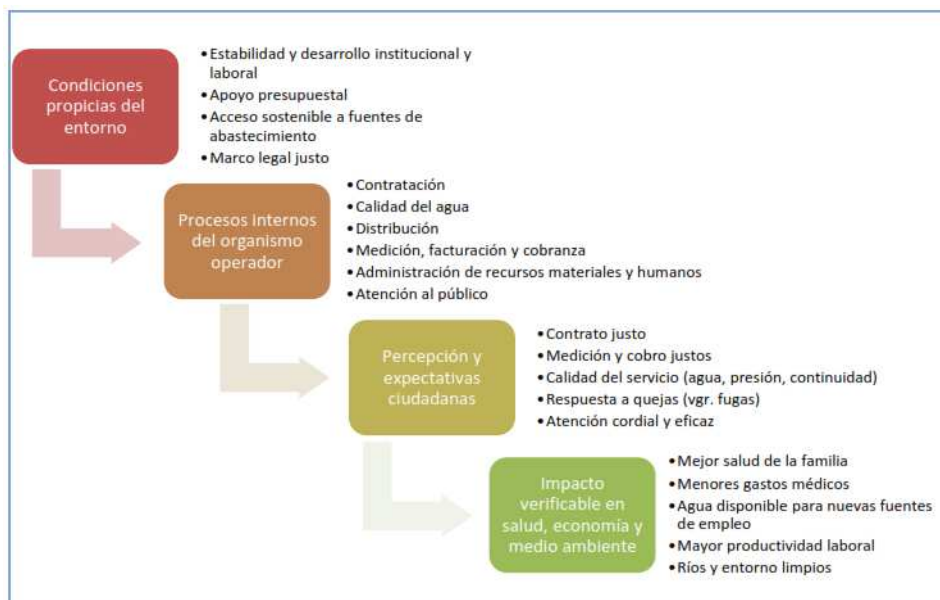 Condiciones
propicias del
entorno
•Estabilidad y desarrollo institucional y
laboral
•Apoyo presupuestal
•Acceso sostenible a fuentes de
abastecimiento
•Marco legal justo
Procesos internos
del organismo
operador
•Contratación
•Calidad del agua
•Distribución
•Medición, facturación y cobranza
•Administración de recursos materiales y humanos
•Atención al público
Percepción y
expectativas
ciudadanas
•Contrato justo
•Medición y cobro justos
•Calidad del servicio (agua, presión, continuidad)
•Respuesta a quejas (vgr. fugas)
•Atención cordial y eficaz
Impacto
verificable en
salud, economía y
medio ambiente
•Mejor salud de la familia
•Menores gastos médicos
•Agua disponible para nuevas fuentes
de empleo
•Mayor productividad laboral
•Ríos y entorno limpios